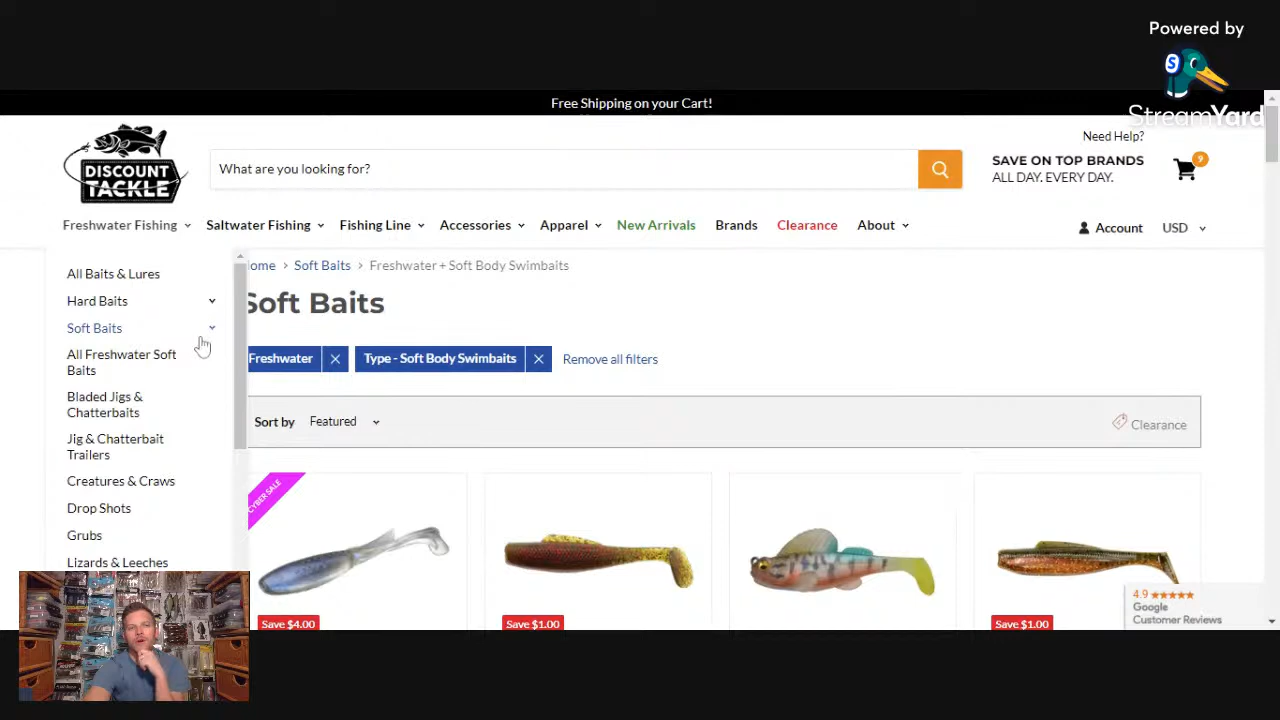 Powered by
StreamYard
Free Shipping on your Cart!
Need Help?
DISCOUNT
TACKLE
What are you looking for?
SAVE ON TOP BRANDS
ALL DAY. EVERY DAY.
9
Freshwater Fishing
Saltwater Fishing
Fishing Line
Accessories
Apparel
New Arrivals
Brands
Clearance
About
Account
USD
All Baits & Lures
Hard Baits
Soft Baits
All Freshwater Soft
Baits
Bladed Jigs &
Chatterbaits
Jig & Chatterbait
Trailers
Creatures & Craws
Drop Shots
Grubs
Lizards & Leeches
ome > Soft Baits > Freshwater + Soft Body Swimbaits
Soft Baits
Freshwater
Type - Soft Body Swimbaits
Remove all filters
Sort by Featured
Clearance
CYBER SALE
Save $4.00
Save $1.00
Save $1.00
4.9
Google
Customer Reviews